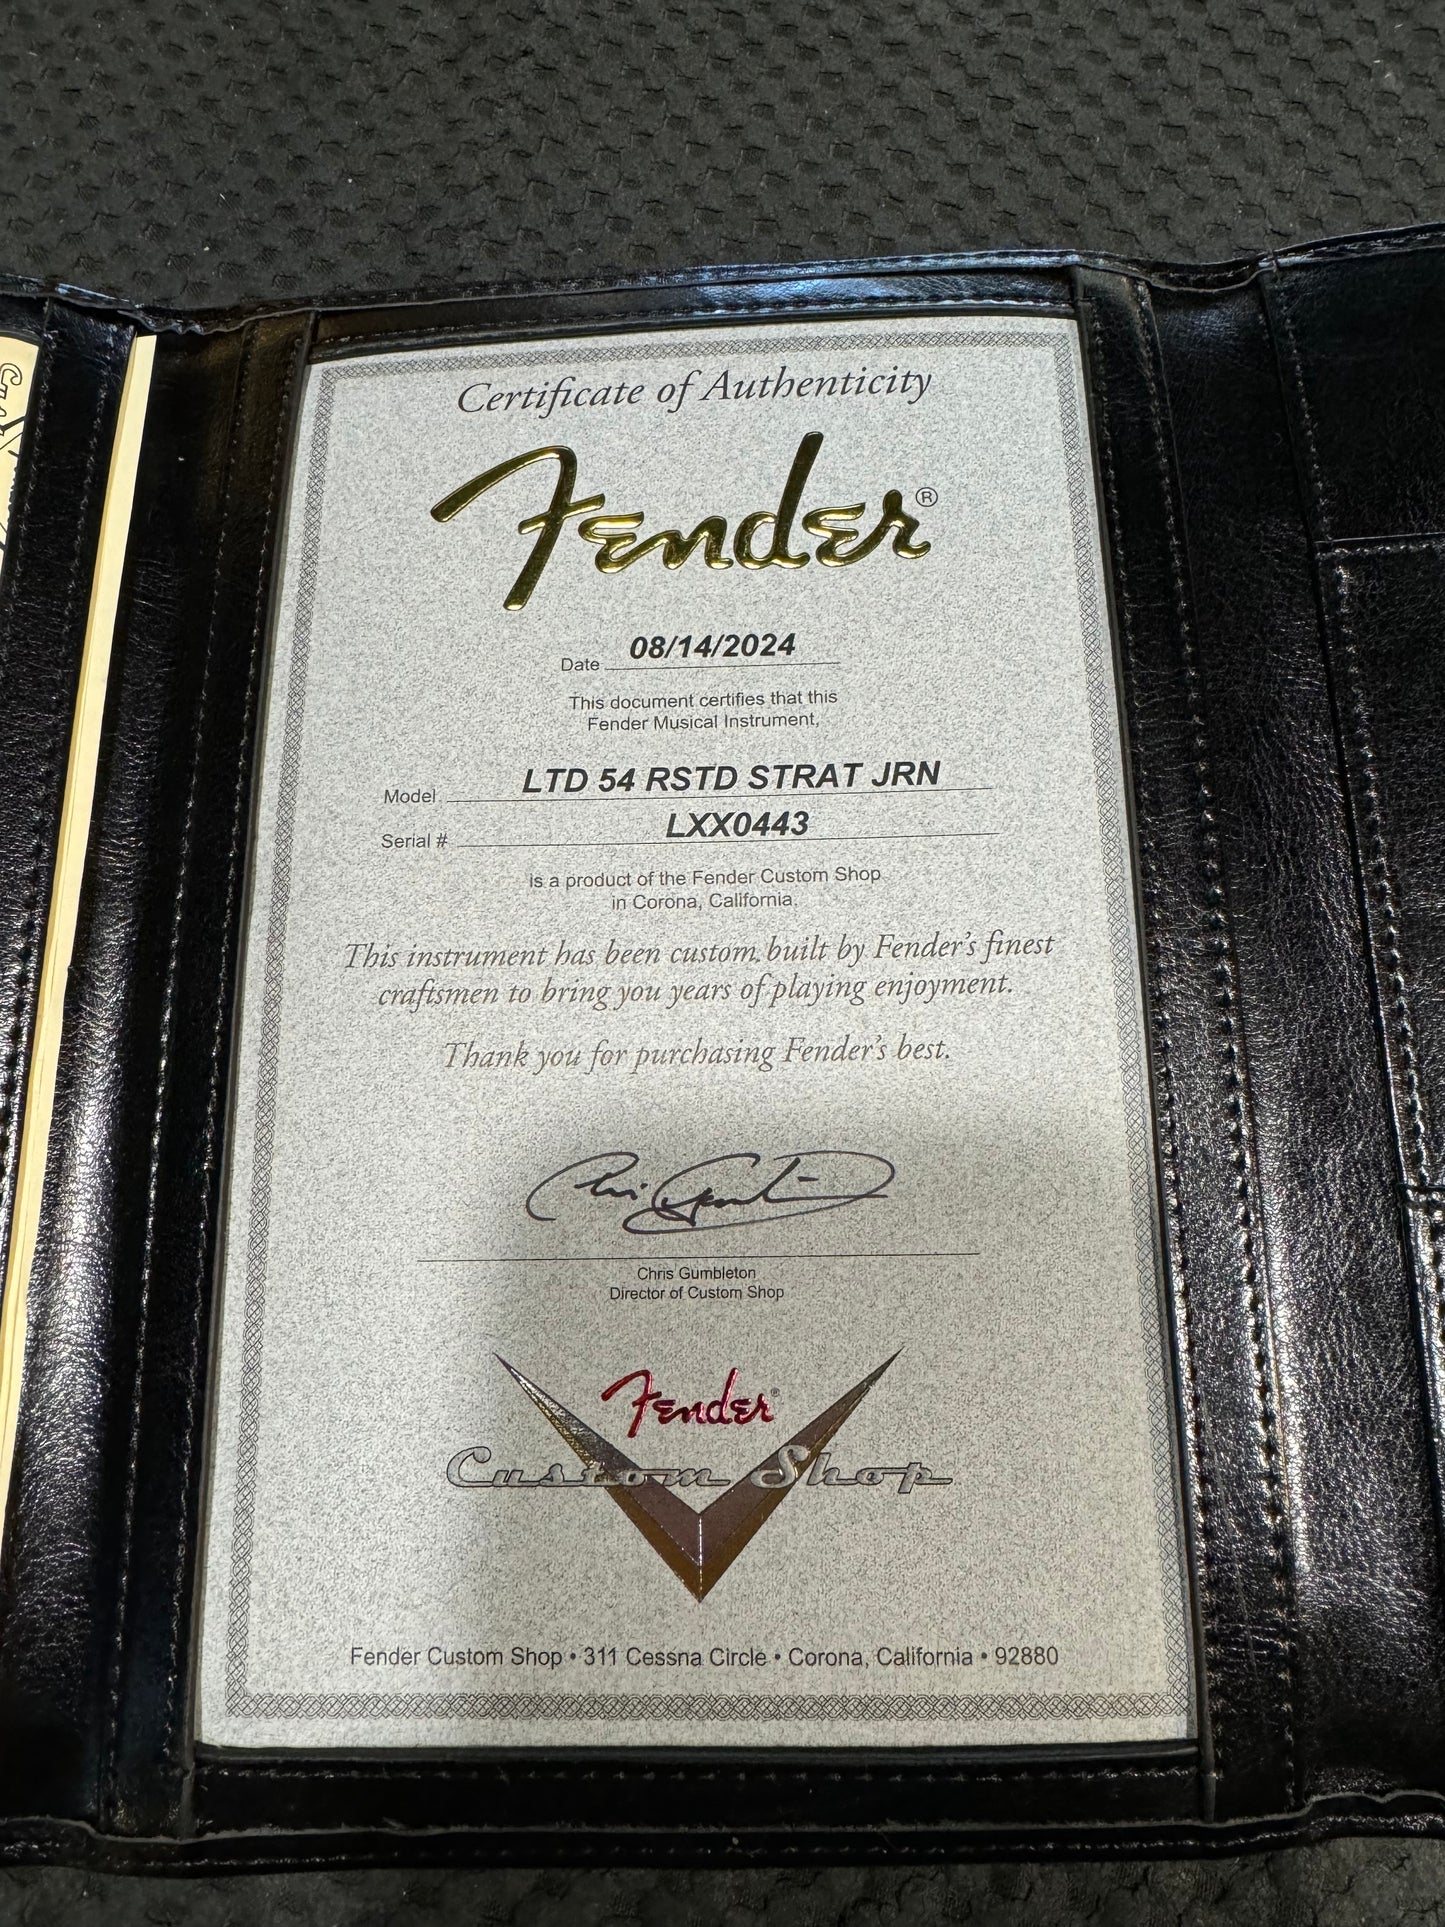 Certificate of Authenticity
Fender®
Date 08/14/2024
This document certifies that this
Fender Musical Instrument,
Model LTD 54 RSTD STRAT JRN
Serial # LXX0443
is a product of the Fender Custom Shop
in Corona, California.
This instrument has been custom built by Fender's finest
craftsmen to bring you years of playing enjoyment.
Thank you for purchasing Fender's best.
Chris Gumbleton
Director of Custom Shop
Fender®
Custom Shop
Fender Custom Shop • 311 Cessna Circle • Corona, California • 92880